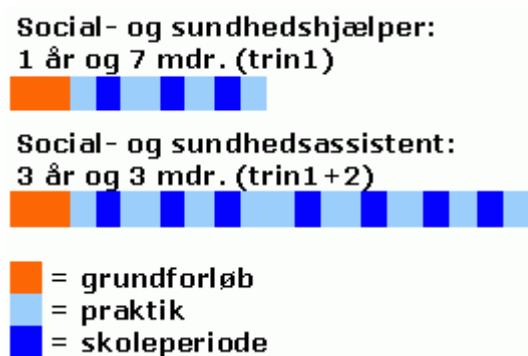 Social- og sundhedshjælper:
1 år og 7 mdr. (trin1)
Social- og sundhedsassistent:
3 år og 3 mdr. (trin1+2)
= grundforløb
= praktik
= skoleperiode